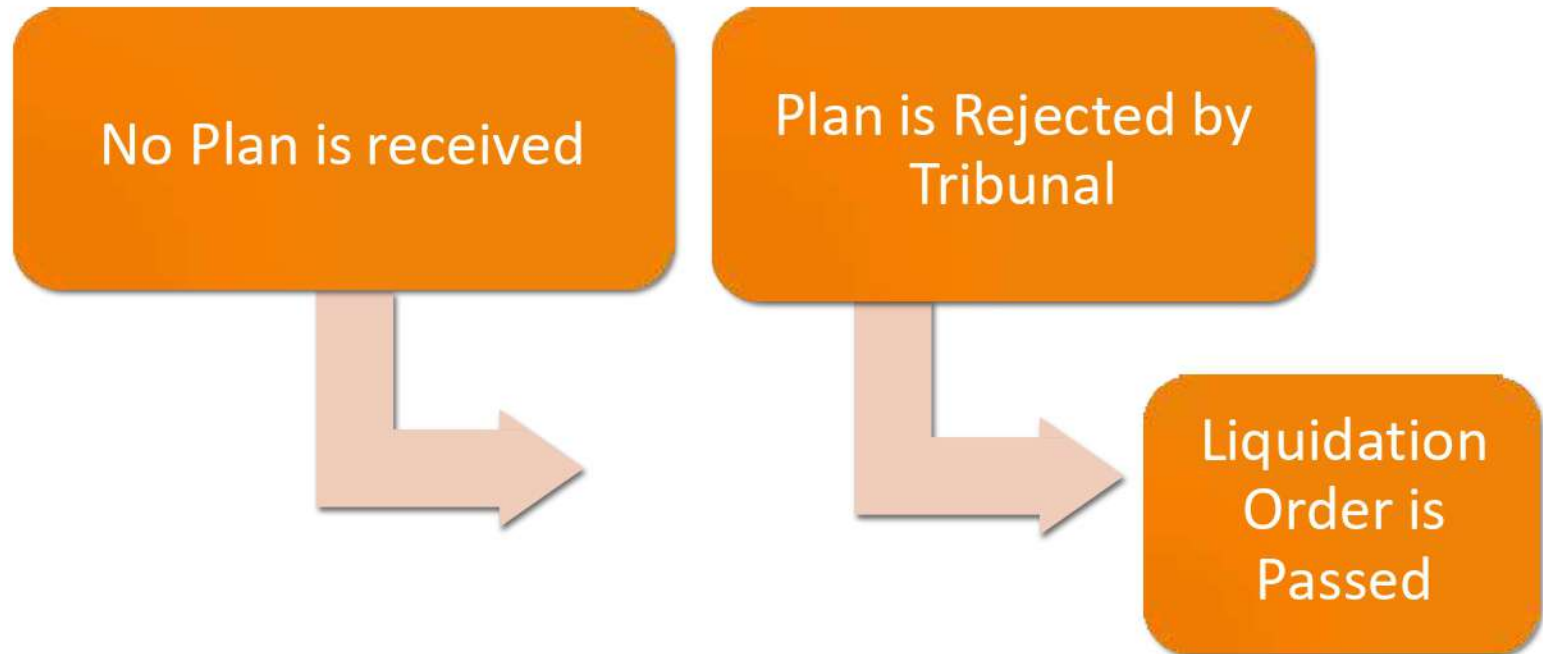 No Plan is received
Plan is Rejected by
Tribunal
Liquidation
Order is
Passed